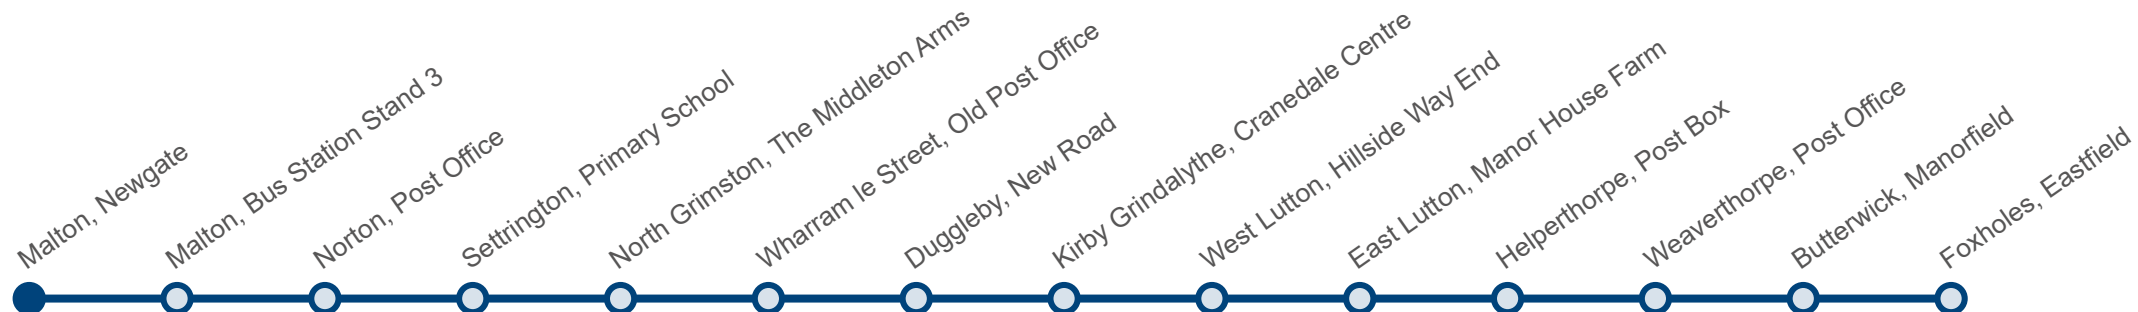 Malton, Newgate
Malton, Bus Station Stand 3
Norton, Post Office
Settrington, Primary School
North Grimston, The Middleton Arms
Wharram le Street, Old Post Office
Duggleby, New Road
Kirby Grindalythe, Cranedale Centre
West Lutton, Hillside Way End
East Lutton, Manor House Farm
Helperthorpe, Post Box
Weaverthorpe, Post Office
Butterwick, Manorfield
Foxholes, Eastfield